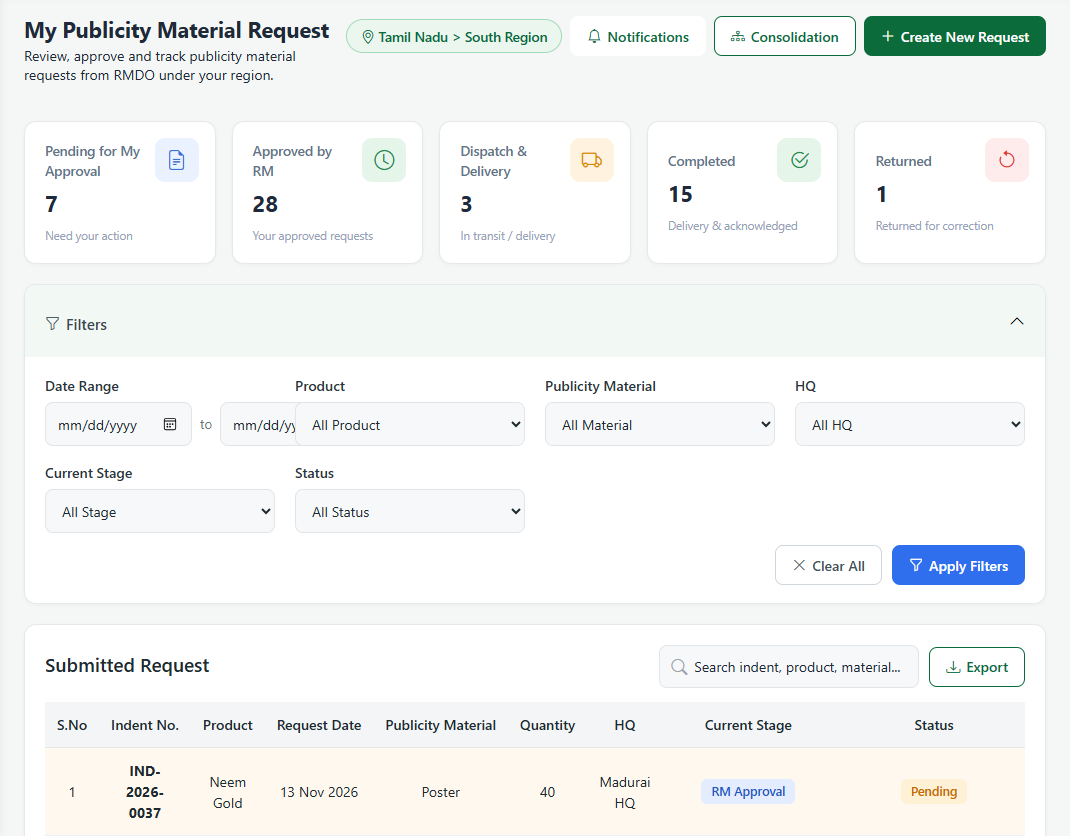 My Publicity Material Request
Review, approve and track publicity material
requests from RMDO under your region.
Tamil Nadu > South Region
Notifications
Consolidation
Create New Request
Pending for My
Approval
7
Need your action
Approved by
RM
28
Your approved requests
Dispatch &
Delivery
3
In transit / delivery
Completed
15
Delivery & acknowledged
Returned
1
Returned for correction
Filters
Date Range
Product
Publicity Material
HQ
mm/dd/yyyy
to
mm/dd/yy
All Product
All Material
All HQ
Current Stage
Status
All Stage
All Status
Clear All
Apply Filters
Submitted Request
Search indent, product, material...
Export
S.No Indent No. Product Request Date Publicity Material Quantity HQ Current Stage Status
1
IND-
2026-
0037
Neem
Gold
13 Nov 2026
Poster
40
Madurai
HQ
RM Approval
Pending